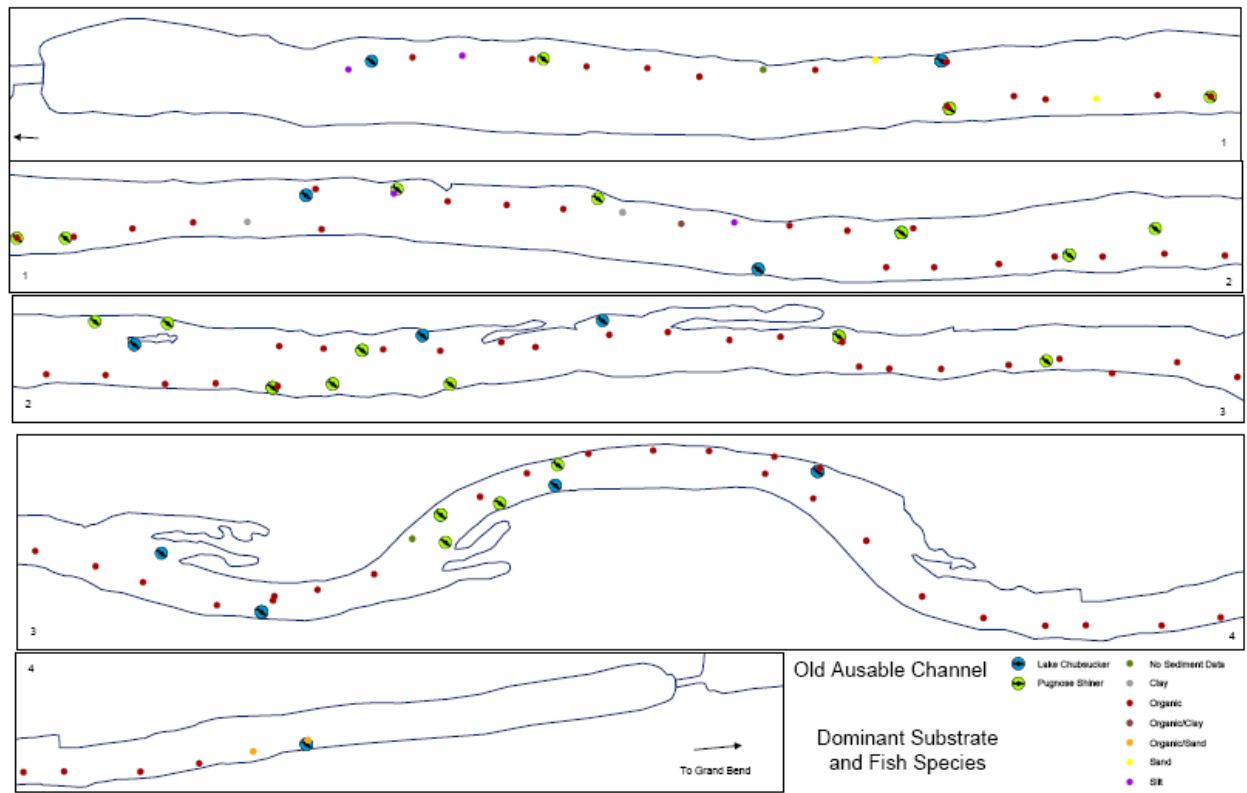 1
1
2
2
3
3
4
4
Old Ausable Channel
Dominant Substrate
and Fish Species
To Grand Bend
Lake Chubsucker
Pugnose Shiner
No Sediment Data
Clay
Organic
Organic/Clay
Organic/Sand
Sand
Silt